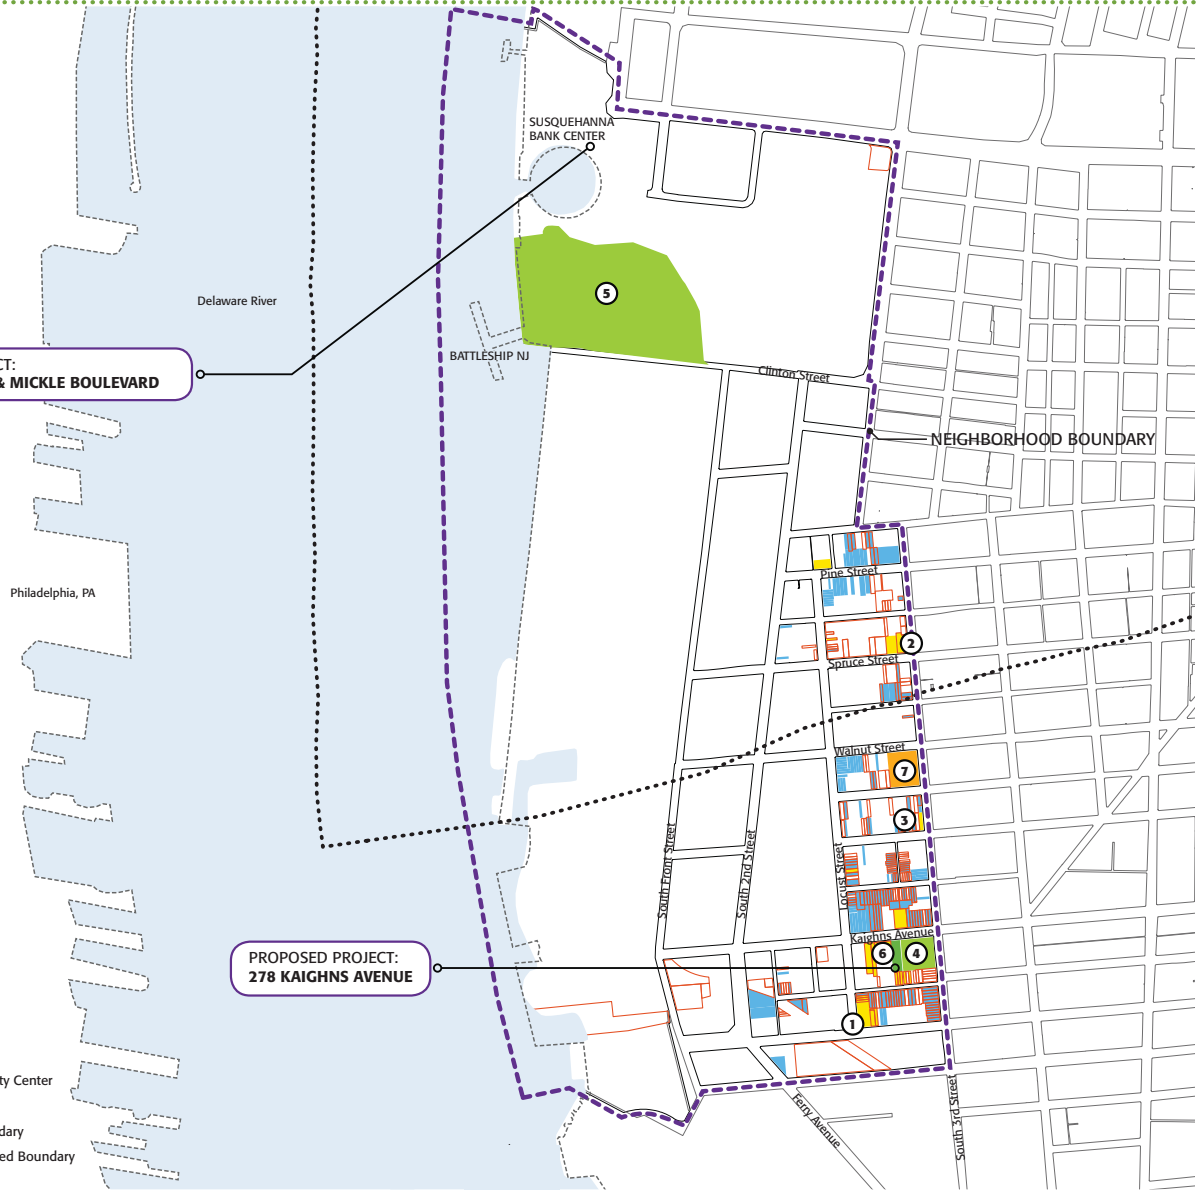 SUSQUEHANNA
BANK CENTER
5
Delaware River
BATTLESHIP NJ
CT:
& MICKLE BOULEVARD
Clinton Street
NEIGHBORHOOD BOUNDARY
Pine Street
Philadelphia, PA
2
Spruce Street
Walnut Street
7
3
South Front Street
South 2nd Street
Locust Street
Kaighns Avenue
6
4
PROPOSED PROJECT:
278 KAIGHNS AVENUE
1
ty Center
Ferry Avenue
South 3rd Street
dary
ed Boundary